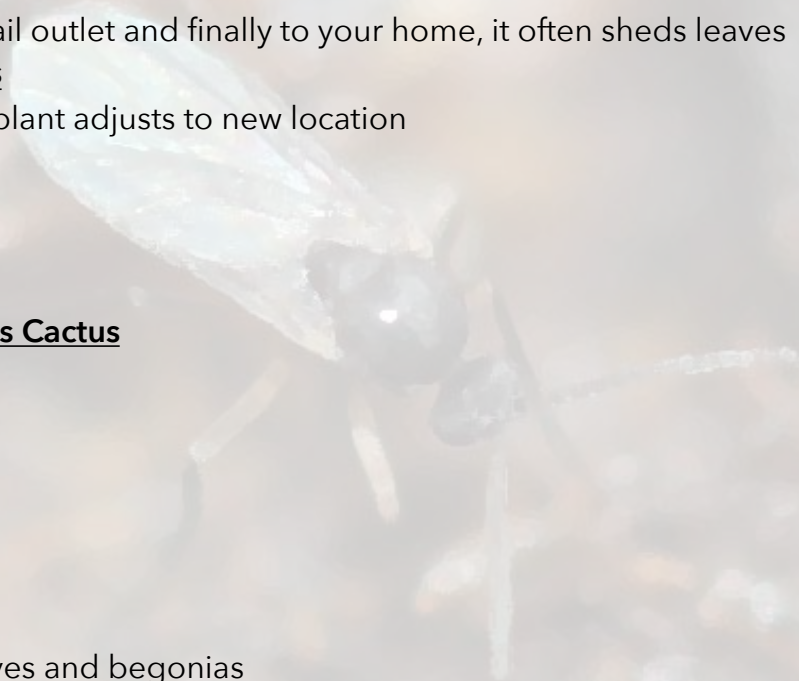 ail outlet and finally to your home, it often sheds leaves
s
plant adjusts to new location
s Cactus
ves and begonias